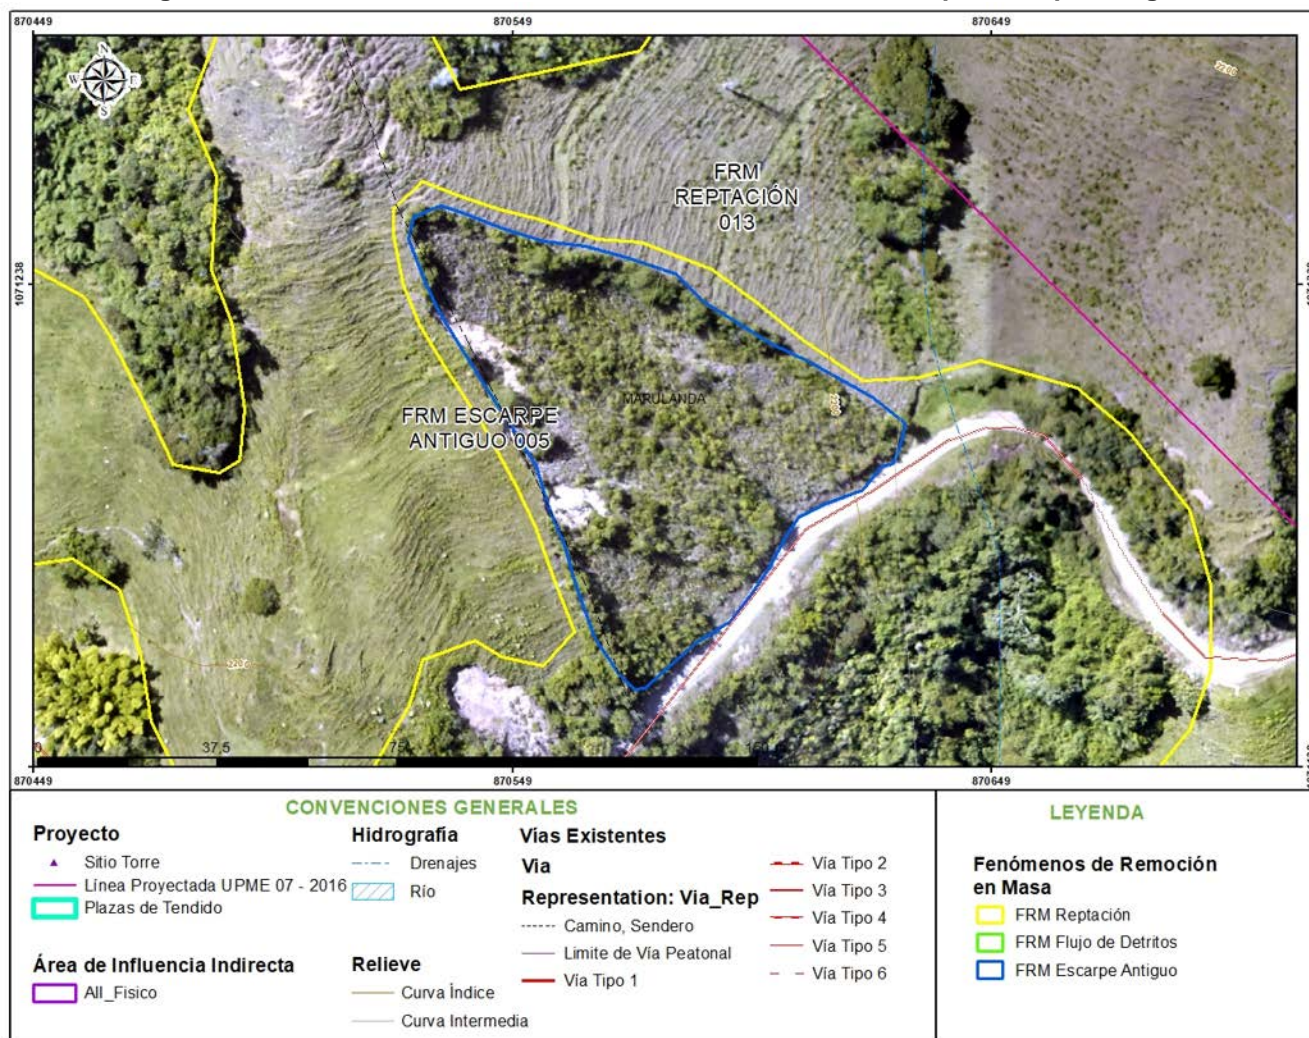 870449
870549
870649
N
W
E
S
2200
FRM
REPTACIÓN
013
1071238
MARULANDA
FRM ESCARPE
ANTIGUO 005
2200
0
37,5
75
870449
870549
870649
CONVENCIONES GENERALES
Proyecto
Sitio Torre
Línea Proyectada UPME 07 - 2016
Plazas de Tendido
Área de Influencia Indirecta
AII_Fisico
Hidrografía
Drenajes
Río
Relieve
Curva Índice
Curva Intermedia
Vías Existentes
Via
Representation: Via_Rep
Camino, Sendero
Limite de Vía Peatonal
Vía Tipo 1
Vía Tipo 2
Vía Tipo 3
Vía Tipo 4
Vía Tipo 5
Vía Tipo 6
LEYENDA
Fenómenos de Remoción
en Masa
FRM Reptación
FRM Flujo de Detritos
FRM Escarpe Antiguo